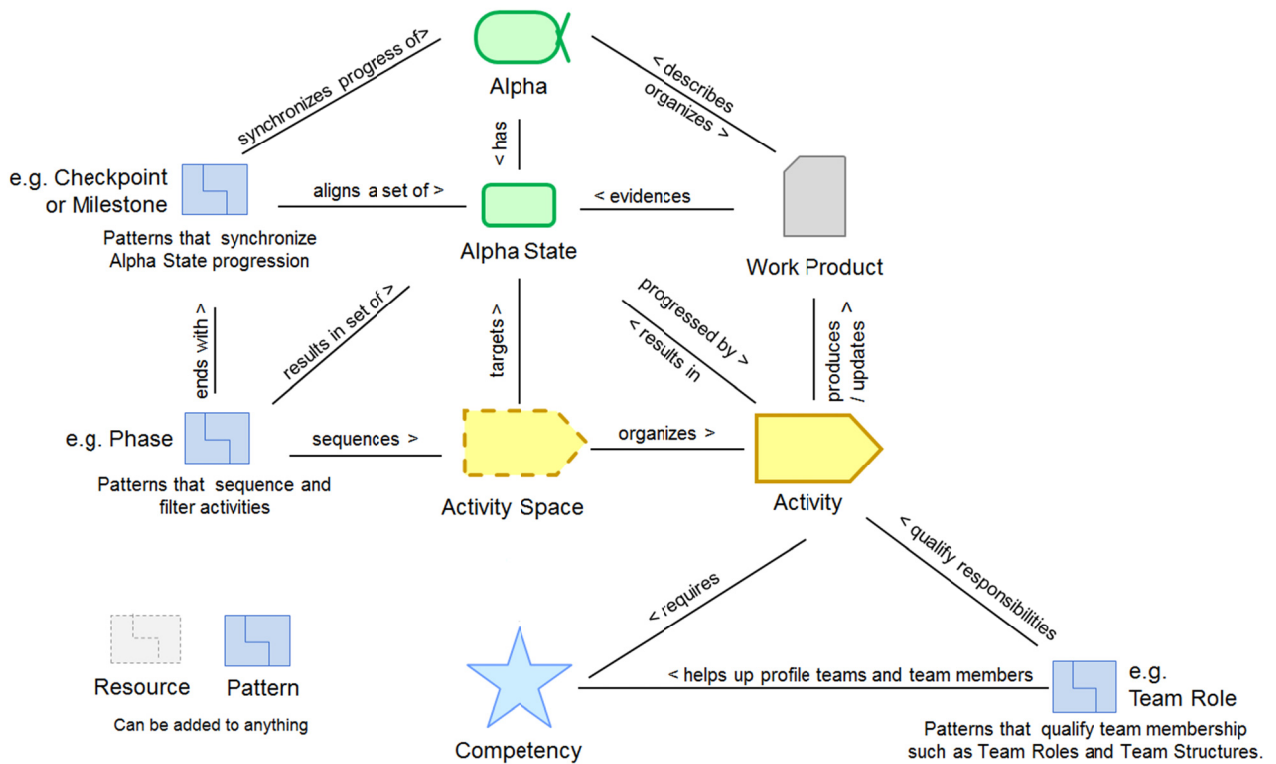 synchronizes progress of>
Alpha
< describes
organizes >
< has
e.g. Checkpoint
or Milestone
aligns a set of >
< evidences
Patterns that synchronize
Alpha State progression
Alpha State
Work Product
ends with >
results in set of >
targets >
progressed by >
< results in
produces >
/ updates
e.g. Phase
sequences >
organizes >
Patterns that sequence and
filter activities
Activity Space
Activity
< requires
< qualify responsibilities
Resource
Pattern
Can be added to anything
< helps up profile teams and team members
e.g.
Team Role
Competency
Patterns that qualify team membership
such as Team Roles and Team Structures.